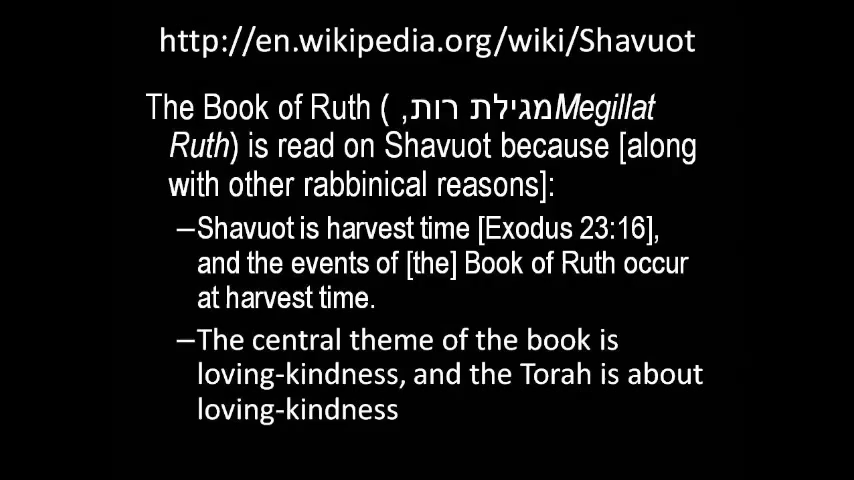 http://en.wikipedia.org/wiki/Shavuot
The Book of Ruth ( ,מגילת רותMegillat
Ruth) is read on Shavuot because [along
with other rabbinical reasons]:
–Shavuot is harvest time [Exodus 23:16],
and the events of [the] Book of Ruth occur
at harvest time.
–The central theme of the book is
loving-kindness, and the Torah is about
loving-kindness